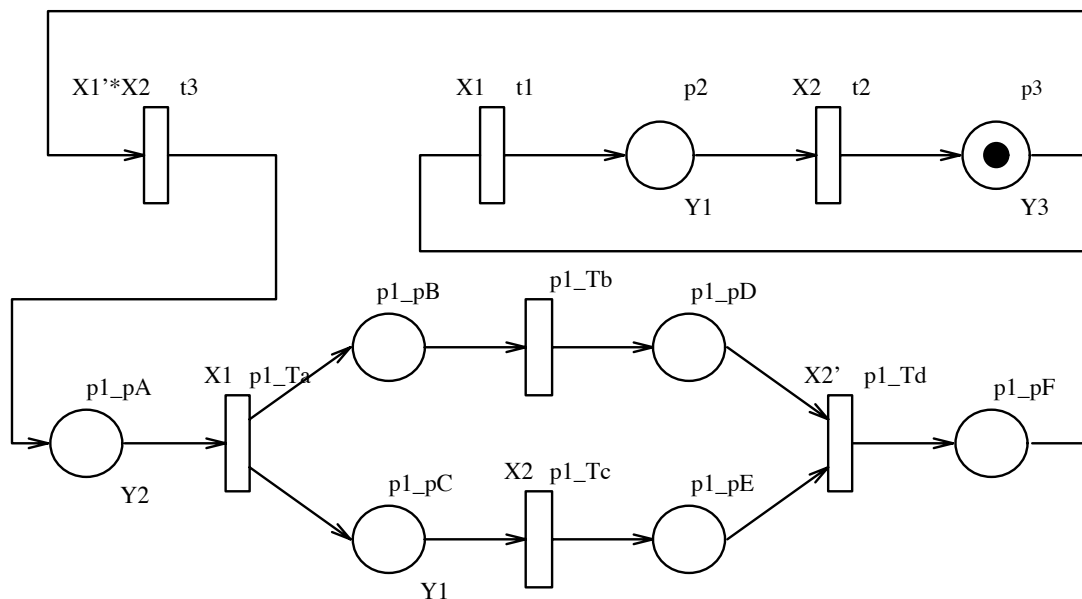 X1'*X2 t3 X1 t1 p2 X2 t2 p3
Y1 Y3
p1_pB p1_Tb p1_pD
p1_pA X1 p1_Ta X2' p1_Td p1_pF
Y2 p1_pC X2 p1_Tc p1_pE
Y1